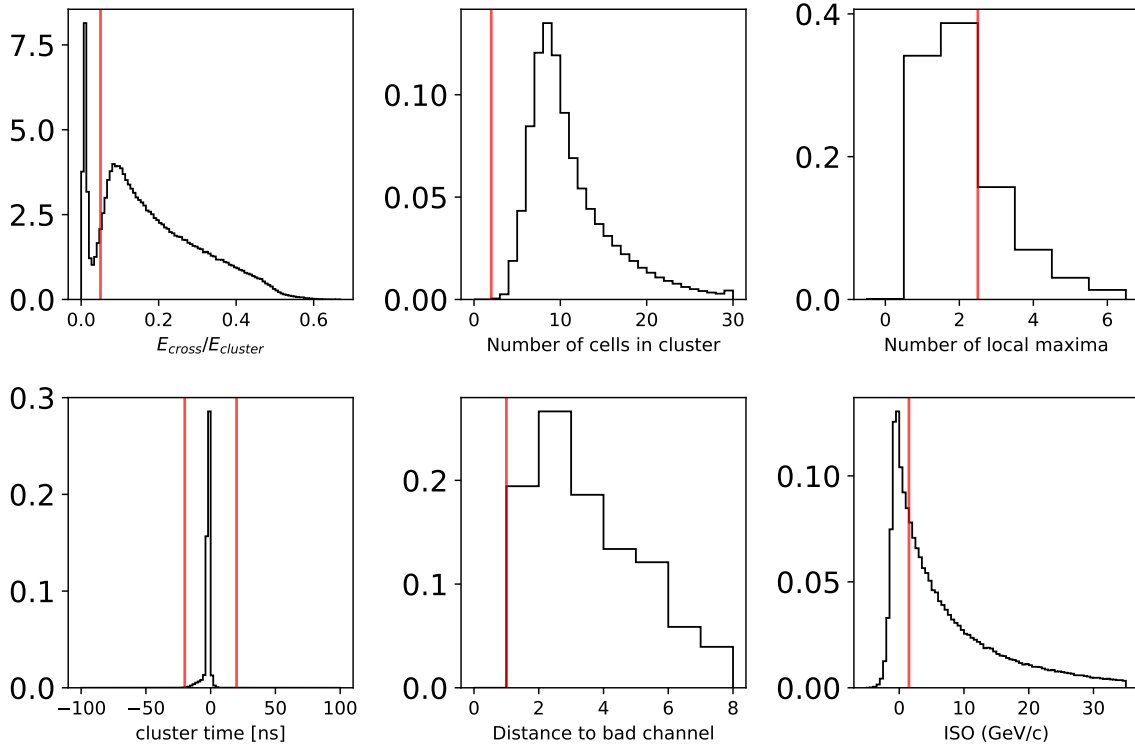 7.5
5.0
2.5
0.0
0.0 0.2 0.4 0.6
E_cross/E_cluster
0.10
0.05
0.00
0 10 20 30
Number of cells in cluster
0.4
0.2
0.0
0 2 4 6
Number of local maxima
0.3
0.2
0.1
0.0
−100 −50 0 50 100
cluster time [ns]
0.2
0.1
0.0
0 2 4 6 8
Distance to bad channel
0.10
0.05
0.00
0 10 20 30
ISO (GeV/c)